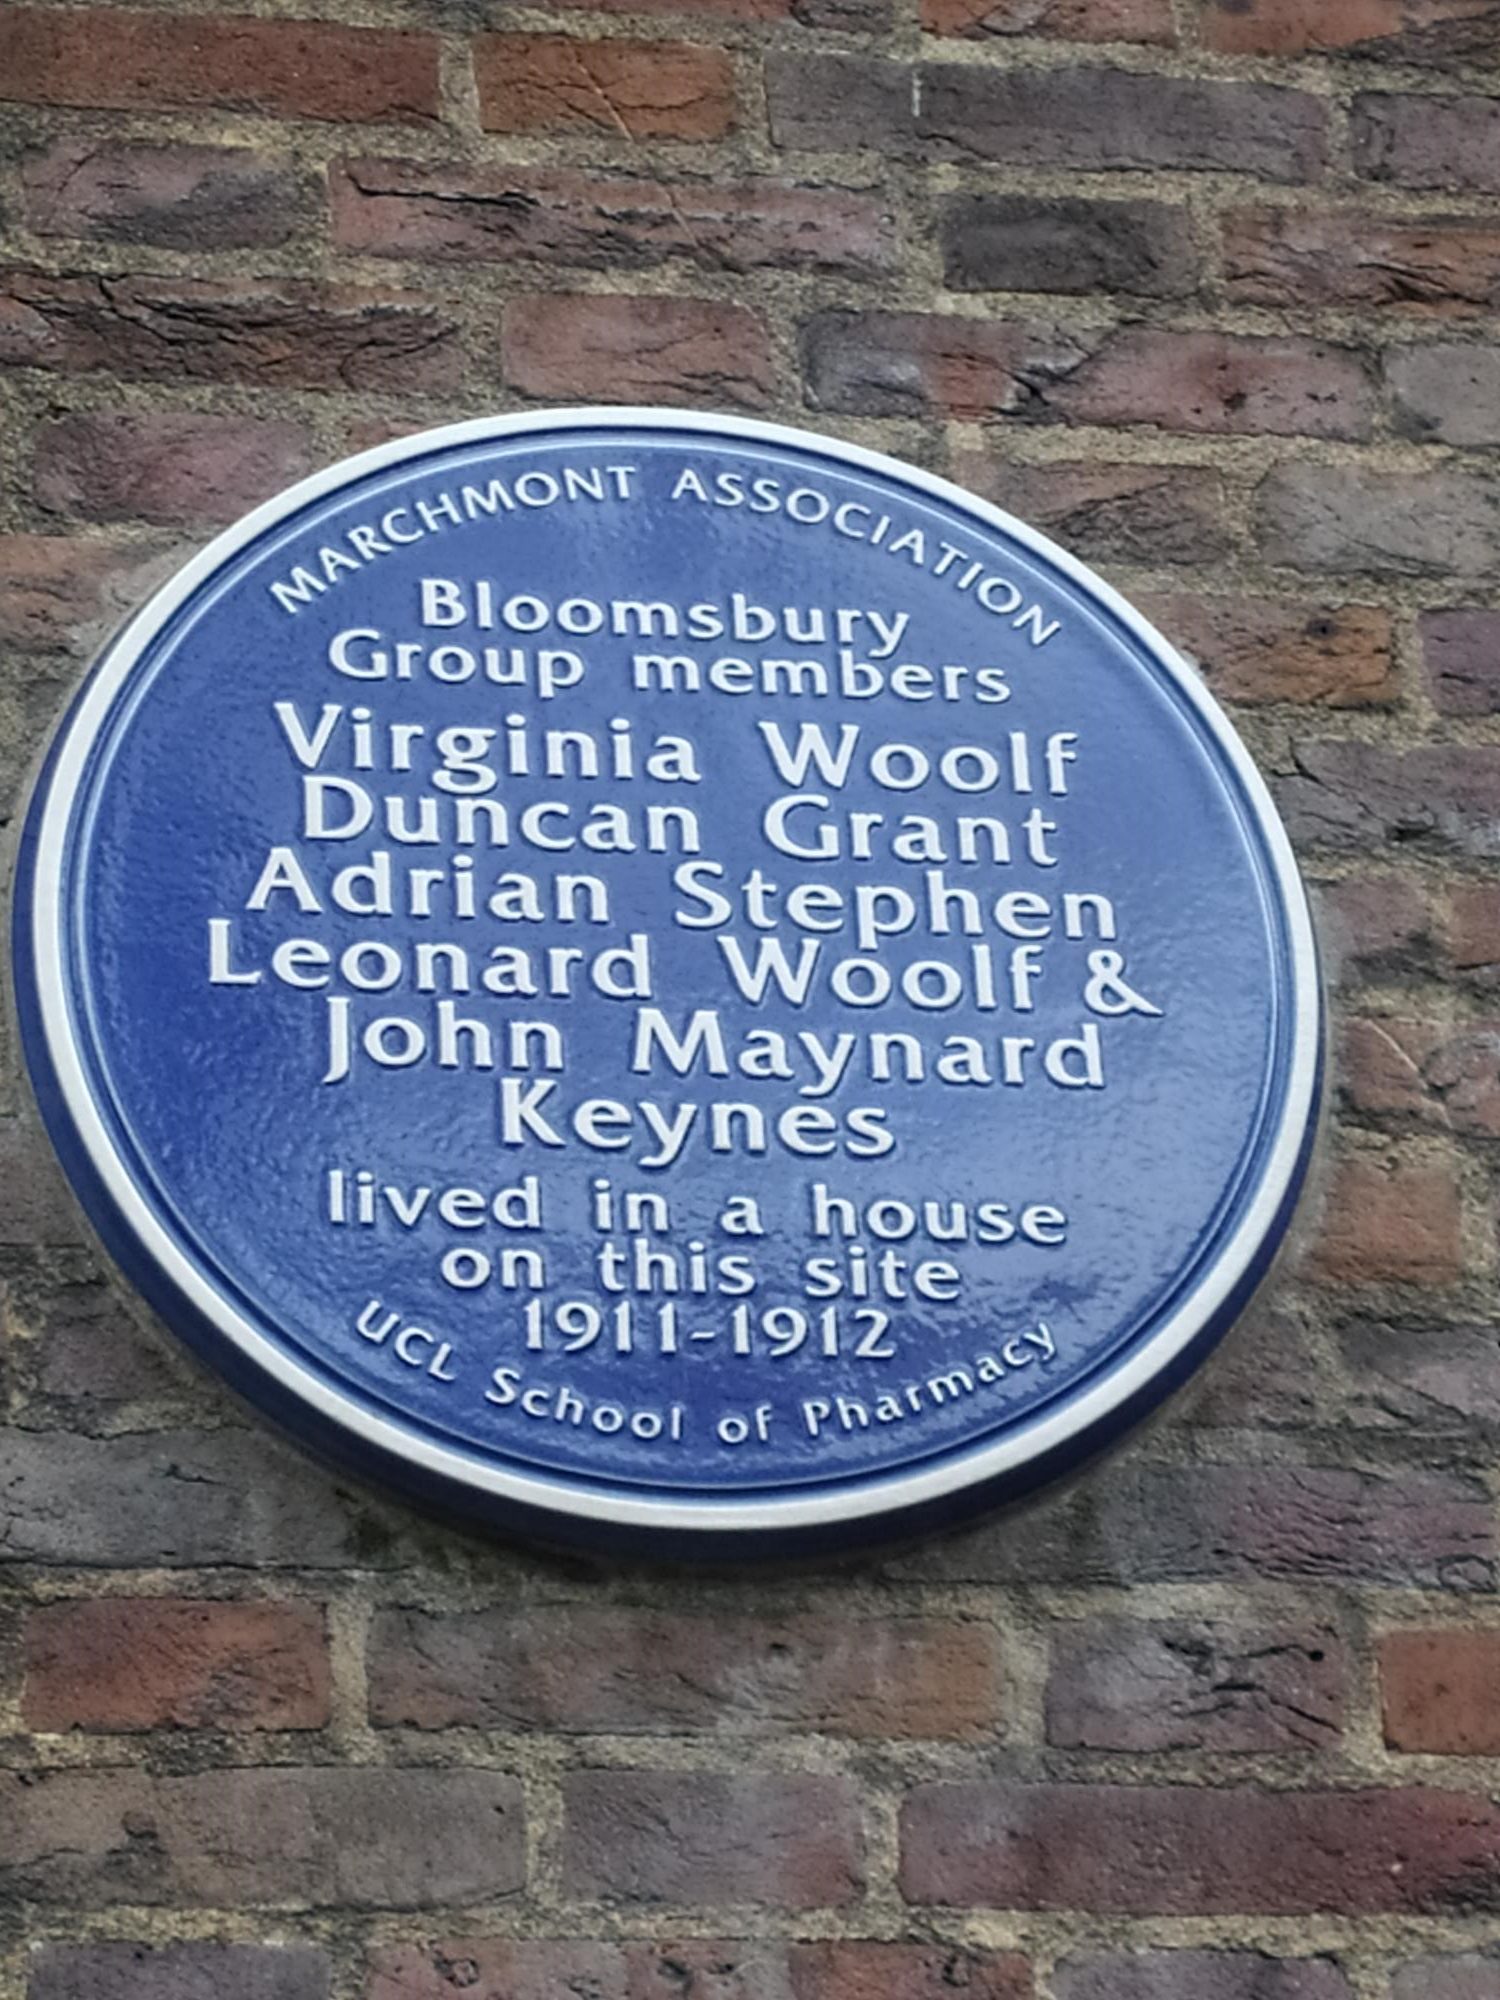 MARCHMONT ASSOCIATION
Bloomsbury
Group members
Virginia Woolf
Duncan Grant
Adrian Stephen
Leonard Woolf &
John Maynard
Keynes
lived in a house
on this site
1911-1912
UCL School of Pharmacy